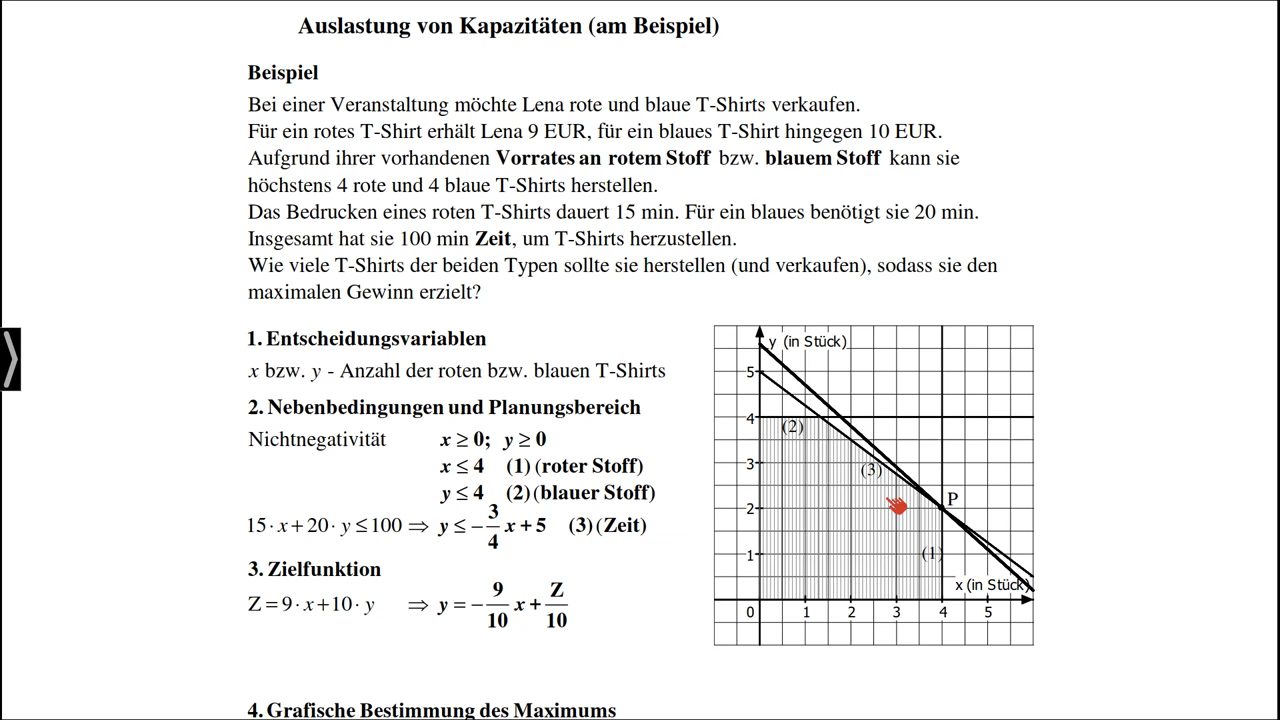 Auslastung von Kapazitäten (am Beispiel)
Beispiel
Bei einer Veranstaltung möchte Lena rote und blaue T-Shirts verkaufen.
Für ein rotes T-Shirt erhält Lena 9 EUR, für ein blaues T-Shirt hingegen 10 EUR.
Aufgrund ihrer vorhandenen Vorrates an rotem Stoff bzw. blauem Stoff kann sie
höchstens 4 rote und 4 blaue T-Shirts herstellen.
Das Bedrucken eines roten T-Shirts dauert 15 min. Für ein blaues benötigt sie 20 min.
Insgesamt hat sie 100 min Zeit, um T-Shirts herzustellen.
Wie viele T-Shirts der beiden Typen sollte sie herstellen (und verkaufen), sodass sie den
maximalen Gewinn erzielt?
1. Entscheidungsvariablen
x bzw. y - Anzahl der roten bzw. blauen T-Shirts
2. Nebenbedingungen und Planungsbereich
Nichtnegativität x ≥ 0; y ≥ 0
x ≤ 4 (1) (roter Stoff)
y ≤ 4 (2) (blauer Stoff)
15·x+20·y ≤100 ⇒ y ≤ -3/4 x+5 (3) (Zeit)
3. Zielfunktion
Z=9·x+10·y ⇒ y = -9/10 x + Z/10
4. Grafische Bestimmung des Maximums
y (in Stück)
5
4
(2)
3
(3)
2
P
1
(1)
x (in Stück)
0 1 2 3 4 5